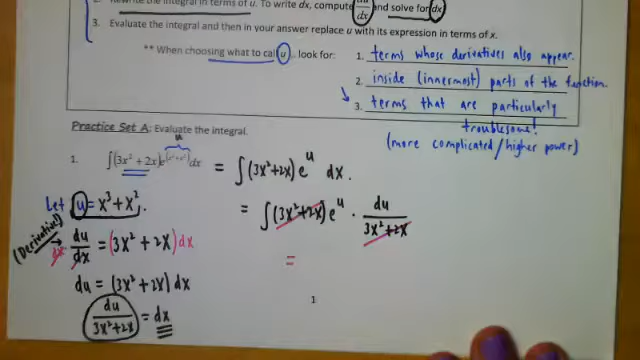 2. Rewrite the integral in terms of u. To write dx, compute du/dx and solve for dx
3. Evaluate the integral and then in your answer replace u with its expression in terms of x.
** When choosing what to call u, look for:
1. terms whose derivatives also appear.
2. inside (innermost) parts of the function.
3. terms that are particularly
troublesome!
(more complicated/higher power)
Practice Set A: Evaluate the integral.
u
1. ∫(3x²+2x)e^(x³+x²)dx = ∫(3x²+2x)e^u dx.
Let u = x³+x².
= ∫(3x²+2x)e^u · du/(3x²+2x)
(Derivative!) → dx · du/dx = (3x²+2x)dx
=
du = (3x²+2x)dx
du/(3x²+2x) = dx
1